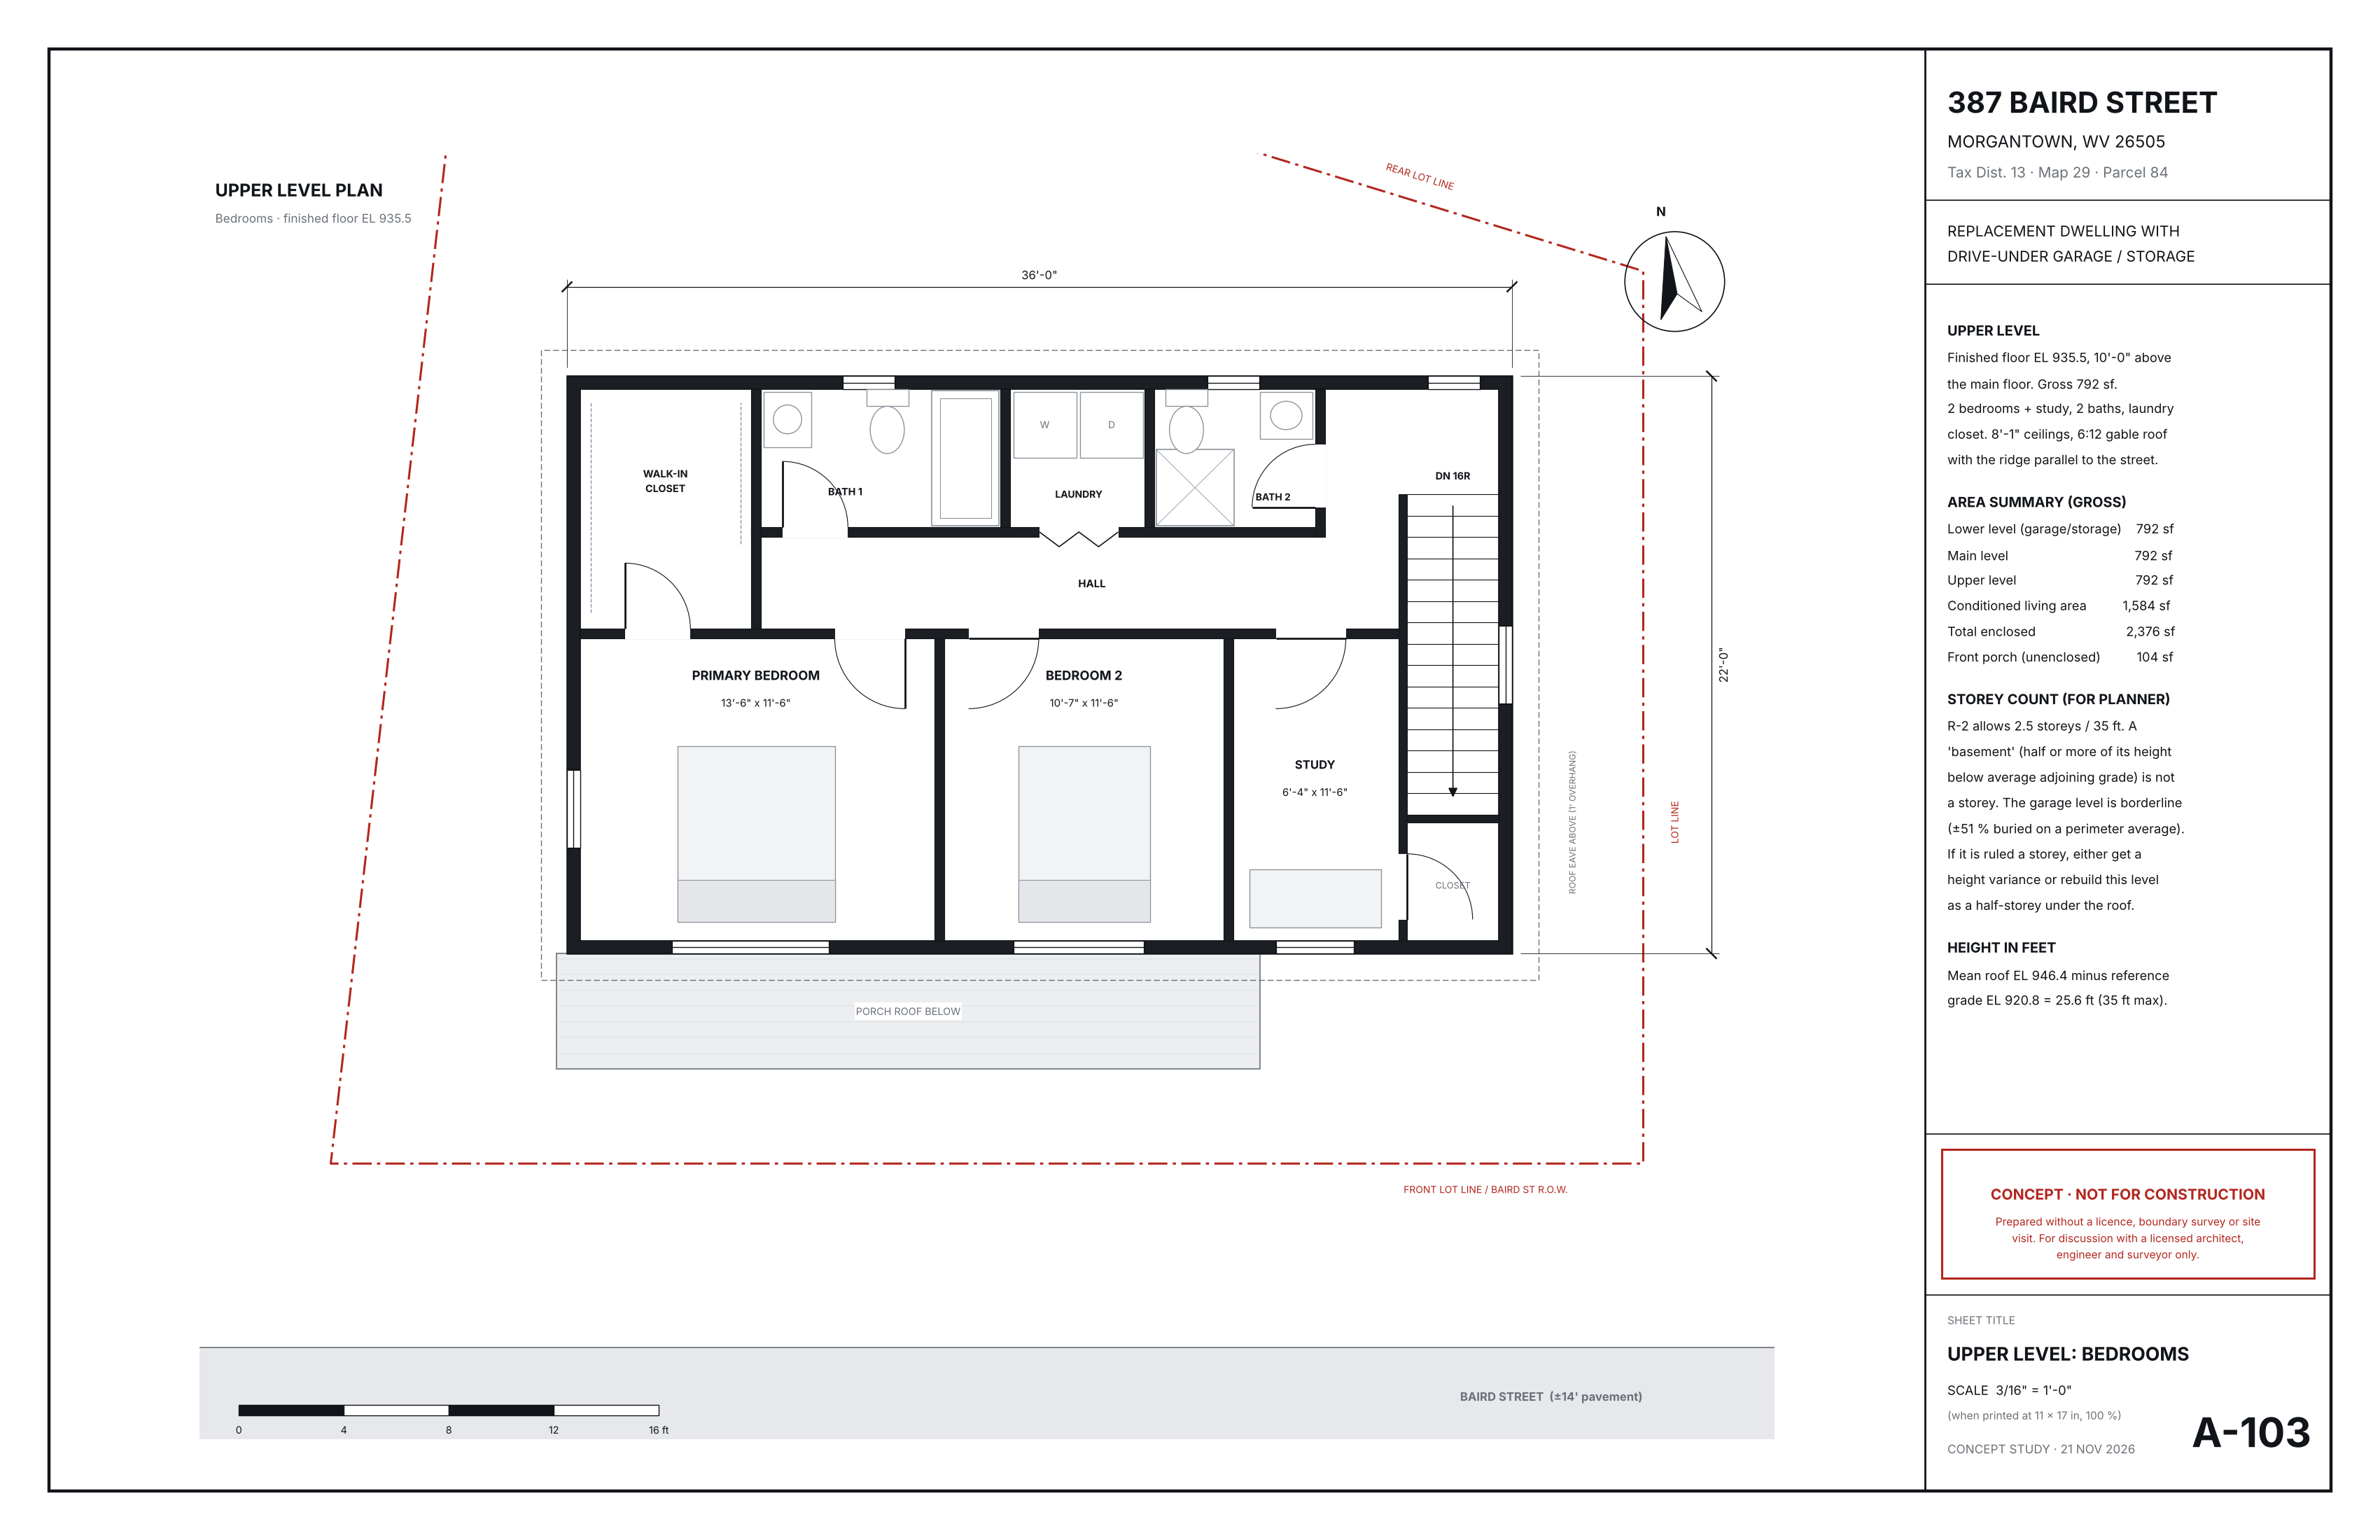 UPPER LEVEL PLAN
Bedrooms · finished floor EL 935.5
REAR LOT LINE
N
36'-0"
WALK-IN
CLOSET
BATH 1
W
D
LAUNDRY
BATH 2
DN 16R
HALL
PRIMARY BEDROOM
13'-6" x 11'-6"
BEDROOM 2
10'-7" x 11'-6"
STUDY
6'-4" x 11'-6"
CLOSET
22'-0"
ROOF EAVE ABOVE (1' OVERHANG)
LOT LINE
PORCH ROOF BELOW
FRONT LOT LINE / BAIRD ST R.O.W.
BAIRD STREET (±14' pavement)
0 4 8 12 16 ft
387 BAIRD STREET
MORGANTOWN, WV 26505
Tax Dist. 13 · Map 29 · Parcel 84
REPLACEMENT DWELLING WITH
DRIVE-UNDER GARAGE / STORAGE
UPPER LEVEL
Finished floor EL 935.5, 10'-0" above
the main floor. Gross 792 sf.
2 bedrooms + study, 2 baths, laundry
closet. 8'-1" ceilings, 6:12 gable roof
with the ridge parallel to the street.
AREA SUMMARY (GROSS)
Lower level (garage/storage) 792 sf
Main level 792 sf
Upper level 792 sf
Conditioned living area 1,584 sf
Total enclosed 2,376 sf
Front porch (unenclosed) 104 sf
STOREY COUNT (FOR PLANNER)
R-2 allows 2.5 storeys / 35 ft. A
'basement' (half or more of its height
below average adjoining grade) is not
a storey. The garage level is borderline
(±51 % buried on a perimeter average).
If it is ruled a storey, either get a
height variance or rebuild this level
as a half-storey under the roof.
HEIGHT IN FEET
Mean roof EL 946.4 minus reference
grade EL 920.8 = 25.6 ft (35 ft max).
CONCEPT · NOT FOR CONSTRUCTION
Prepared without a licence, boundary survey or site
visit. For discussion with a licensed architect,
engineer and surveyor only.
SHEET TITLE
UPPER LEVEL: BEDROOMS
SCALE 3/16" = 1'-0"
(when printed at 11 × 17 in, 100 %)
CONCEPT STUDY · 21 NOV 2026
A-103